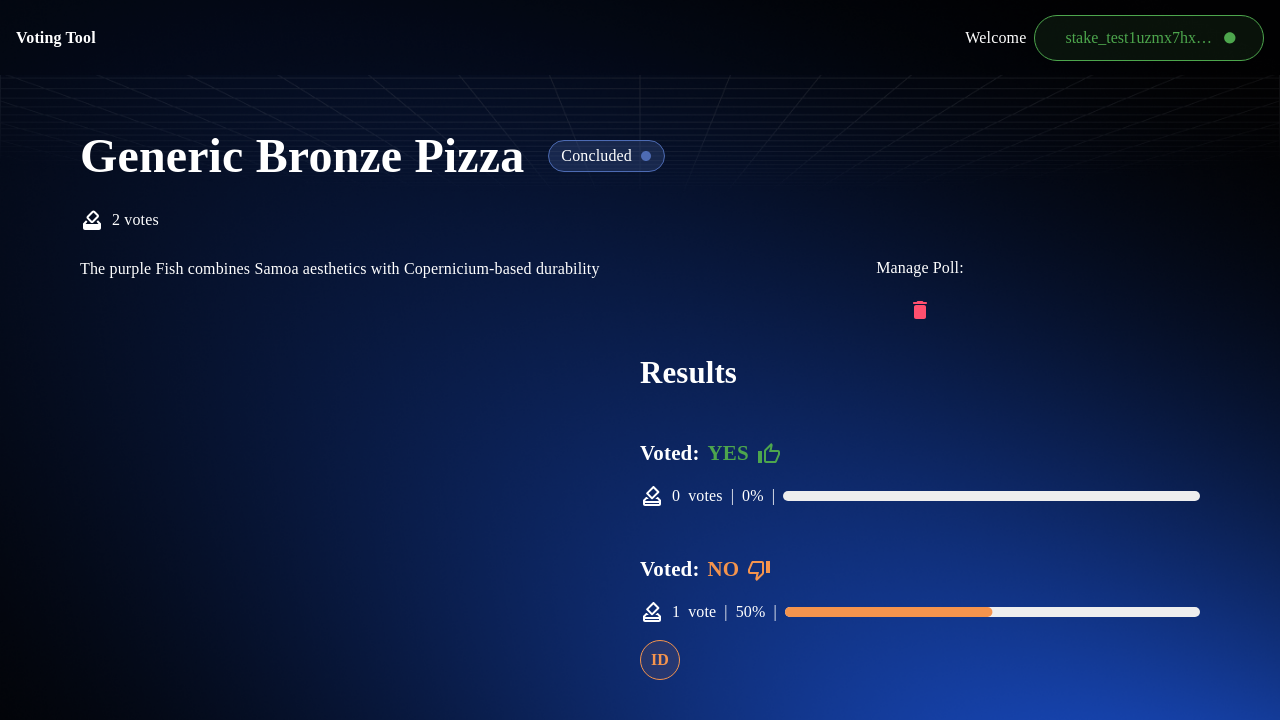 Voting Tool
Welcome
stake_test1uzmx7hx…
Generic Bronze Pizza
Concluded
2 votes
The purple Fish combines Samoa aesthetics with Copernicium-based durability
Manage Poll:
Results
Voted: YES
0 votes | 0% |
Voted: NO
1 vote | 50% |
ID